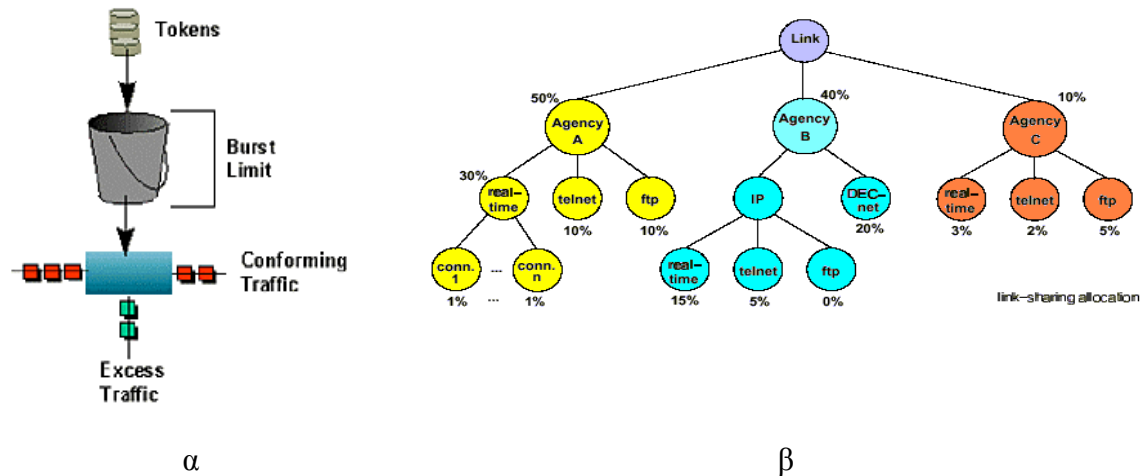 Tokens
Burst
Limit
Conforming
Traffic
Excess
Traffic
α
Link
50%
40%
10%
Agency
A
Agency
B
Agency
C
30%
real-
time
telnet
ftp
IP
DEC-
net
real-
time
telnet
ftp
10%
10%
20%
3%
2%
5%
conn.
1
...
conn.
n
real-
time
telnet
ftp
1%
...
1%
15%
5%
0%
link-sharing allocation
β